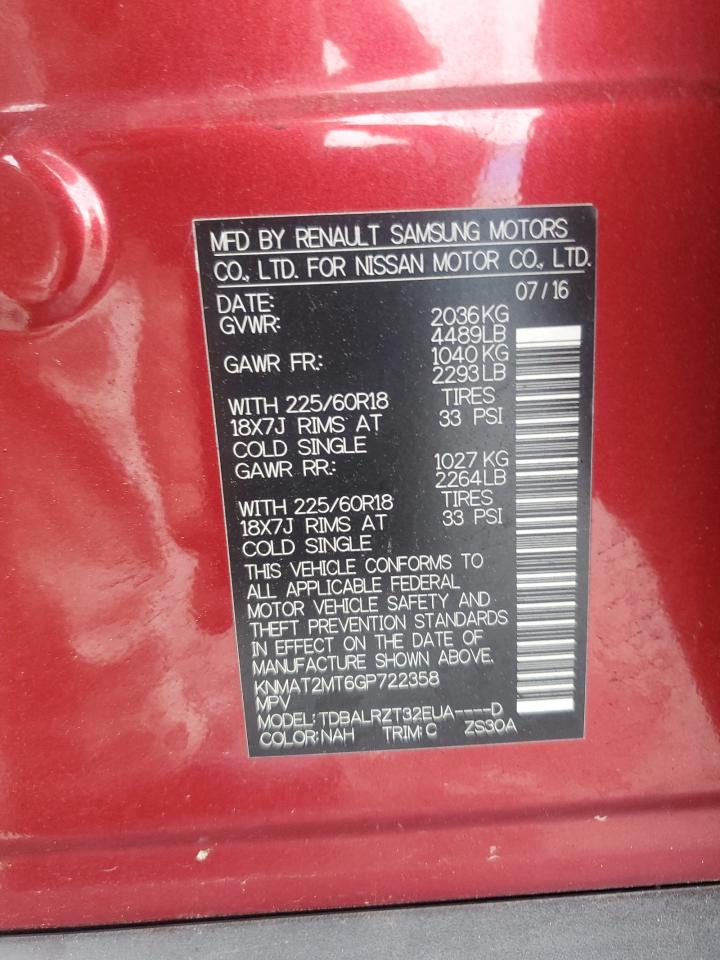 MFD BY RENAULT SAMSUNG MOTORS
CO., LTD. FOR NISSAN MOTOR CO., LTD.
DATE: 07/16
GVWR: 2036KG
4489LB
GAWR FR: 1040KG
2293LB
WITH 225/60R18 TIRES
18X7J RIMS AT 33 PSI
COLD SINGLE
GAWR RR: 1027KG
2264LB
WITH 225/60R18 TIRES
18X7J RIMS AT 33 PSI
COLD SINGLE
THIS VEHICLE CONFORMS TO
ALL APPLICABLE FEDERAL
MOTOR VEHICLE SAFETY AND
THEFT PREVENTION STANDARDS
IN EFFECT ON THE DATE OF
MANUFACTURE SHOWN ABOVE.
KNMAT2MT6GP722358
MPV
MODEL: TDBALRZT32EUA----D
COLOR: NAH TRIM: C ZS30A